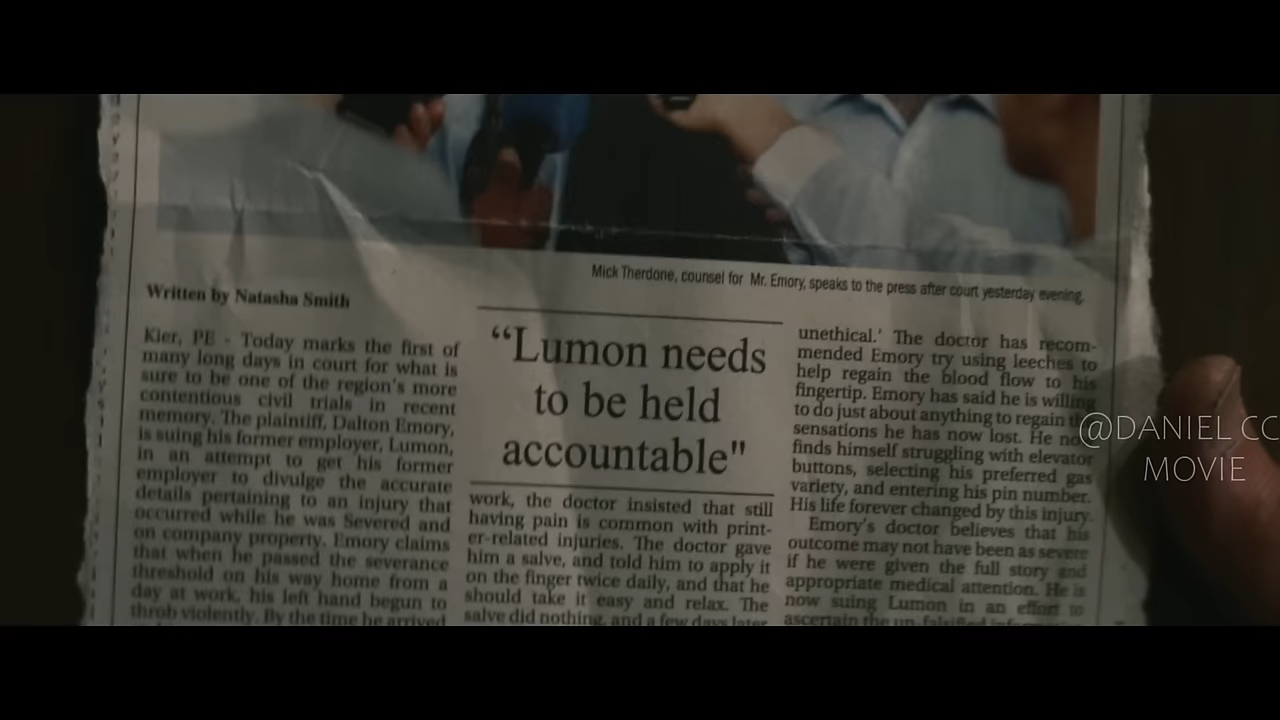 Mick Therdone, counsel for Mr. Emory, speaks to the press after court yesterday evening.
Written by Natasha Smith
Kier, PE - Today marks the first of
many long days in court for what is
sure to be one of the region's more
contentious civil trials in recent
memory. The plaintiff, Dalton Emory,
is suing his former employer, Lumon,
in an attempt to get his former
employer to divulge the accurate
details pertaining to an injury that
occurred while he was Severed and
on company property. Emory claims
that when he passed the severance
threshold on his way home from a
day at work, his left hand begun to
throb violently. By the time he arrived
“Lumon needs
to be held
accountable"
work, the doctor insisted that still
having pain is common with print-
er-related injuries. The doctor gave
him a salve, and told him to apply it
on the finger twice daily, and that he
should take it easy and relax. The
salve did nothing, and a few days later
unethical.' The doctor has recom-
mended Emory try using leeches to
help regain the blood flow to his
fingertip. Emory has said he is willing
to do just about anything to regain the
sensations he has now lost. He now
finds himself struggling with elevator
buttons, selecting his preferred gas
variety, and entering his pin number.
His life forever changed by this injury.
Emory's doctor believes that his
outcome may not have been as severe
if he were given the full story and
appropriate medical attention. He is
now suing Lumon in an effort to
ascertain the un-falsified
@DANIEL CO
MOVIE